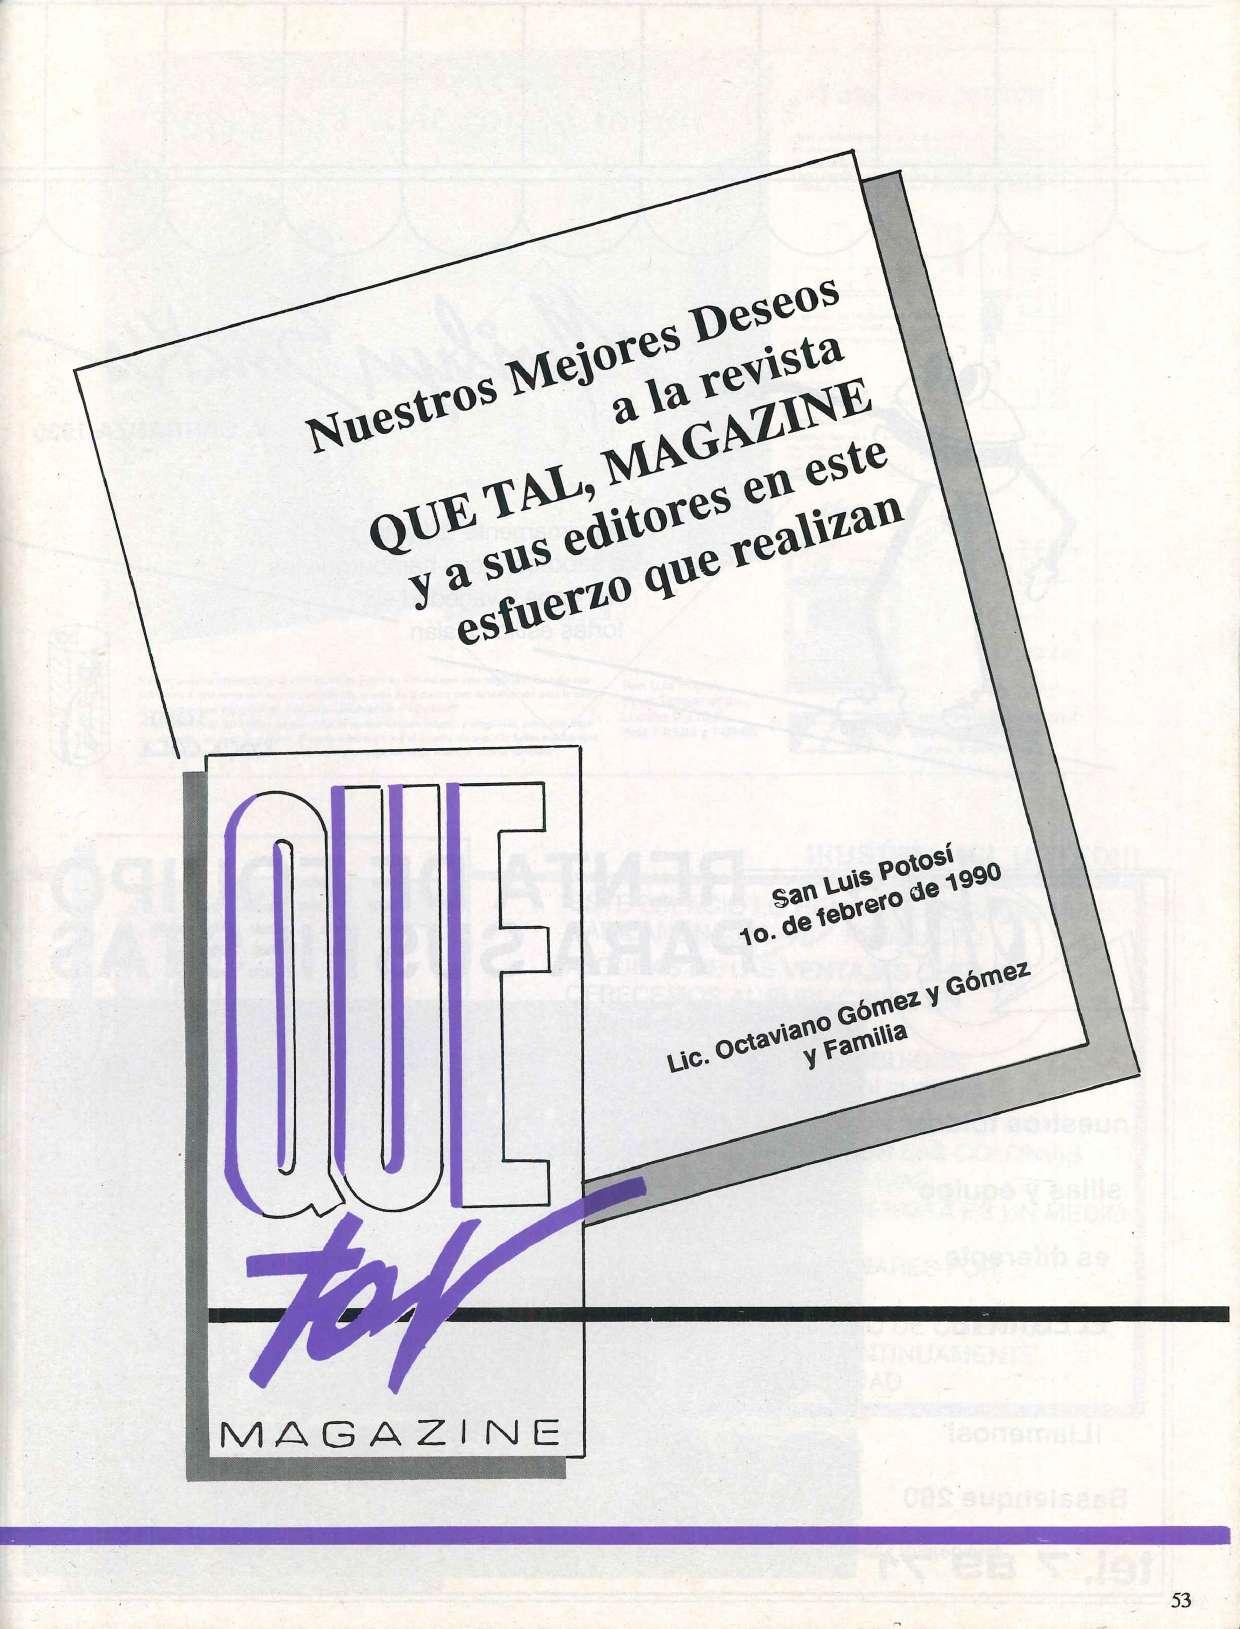 Nuestros Mejores Deseos
a la revista
QUE TAL, MAGAZINE
y a sus editores en este
esfuerzo que realizan
San Luis Potosí
1o. de febrero de 1990
Lic. Octaviano Gómez y Gómez
y Familia
QUE
tal
MAGAZINE
53